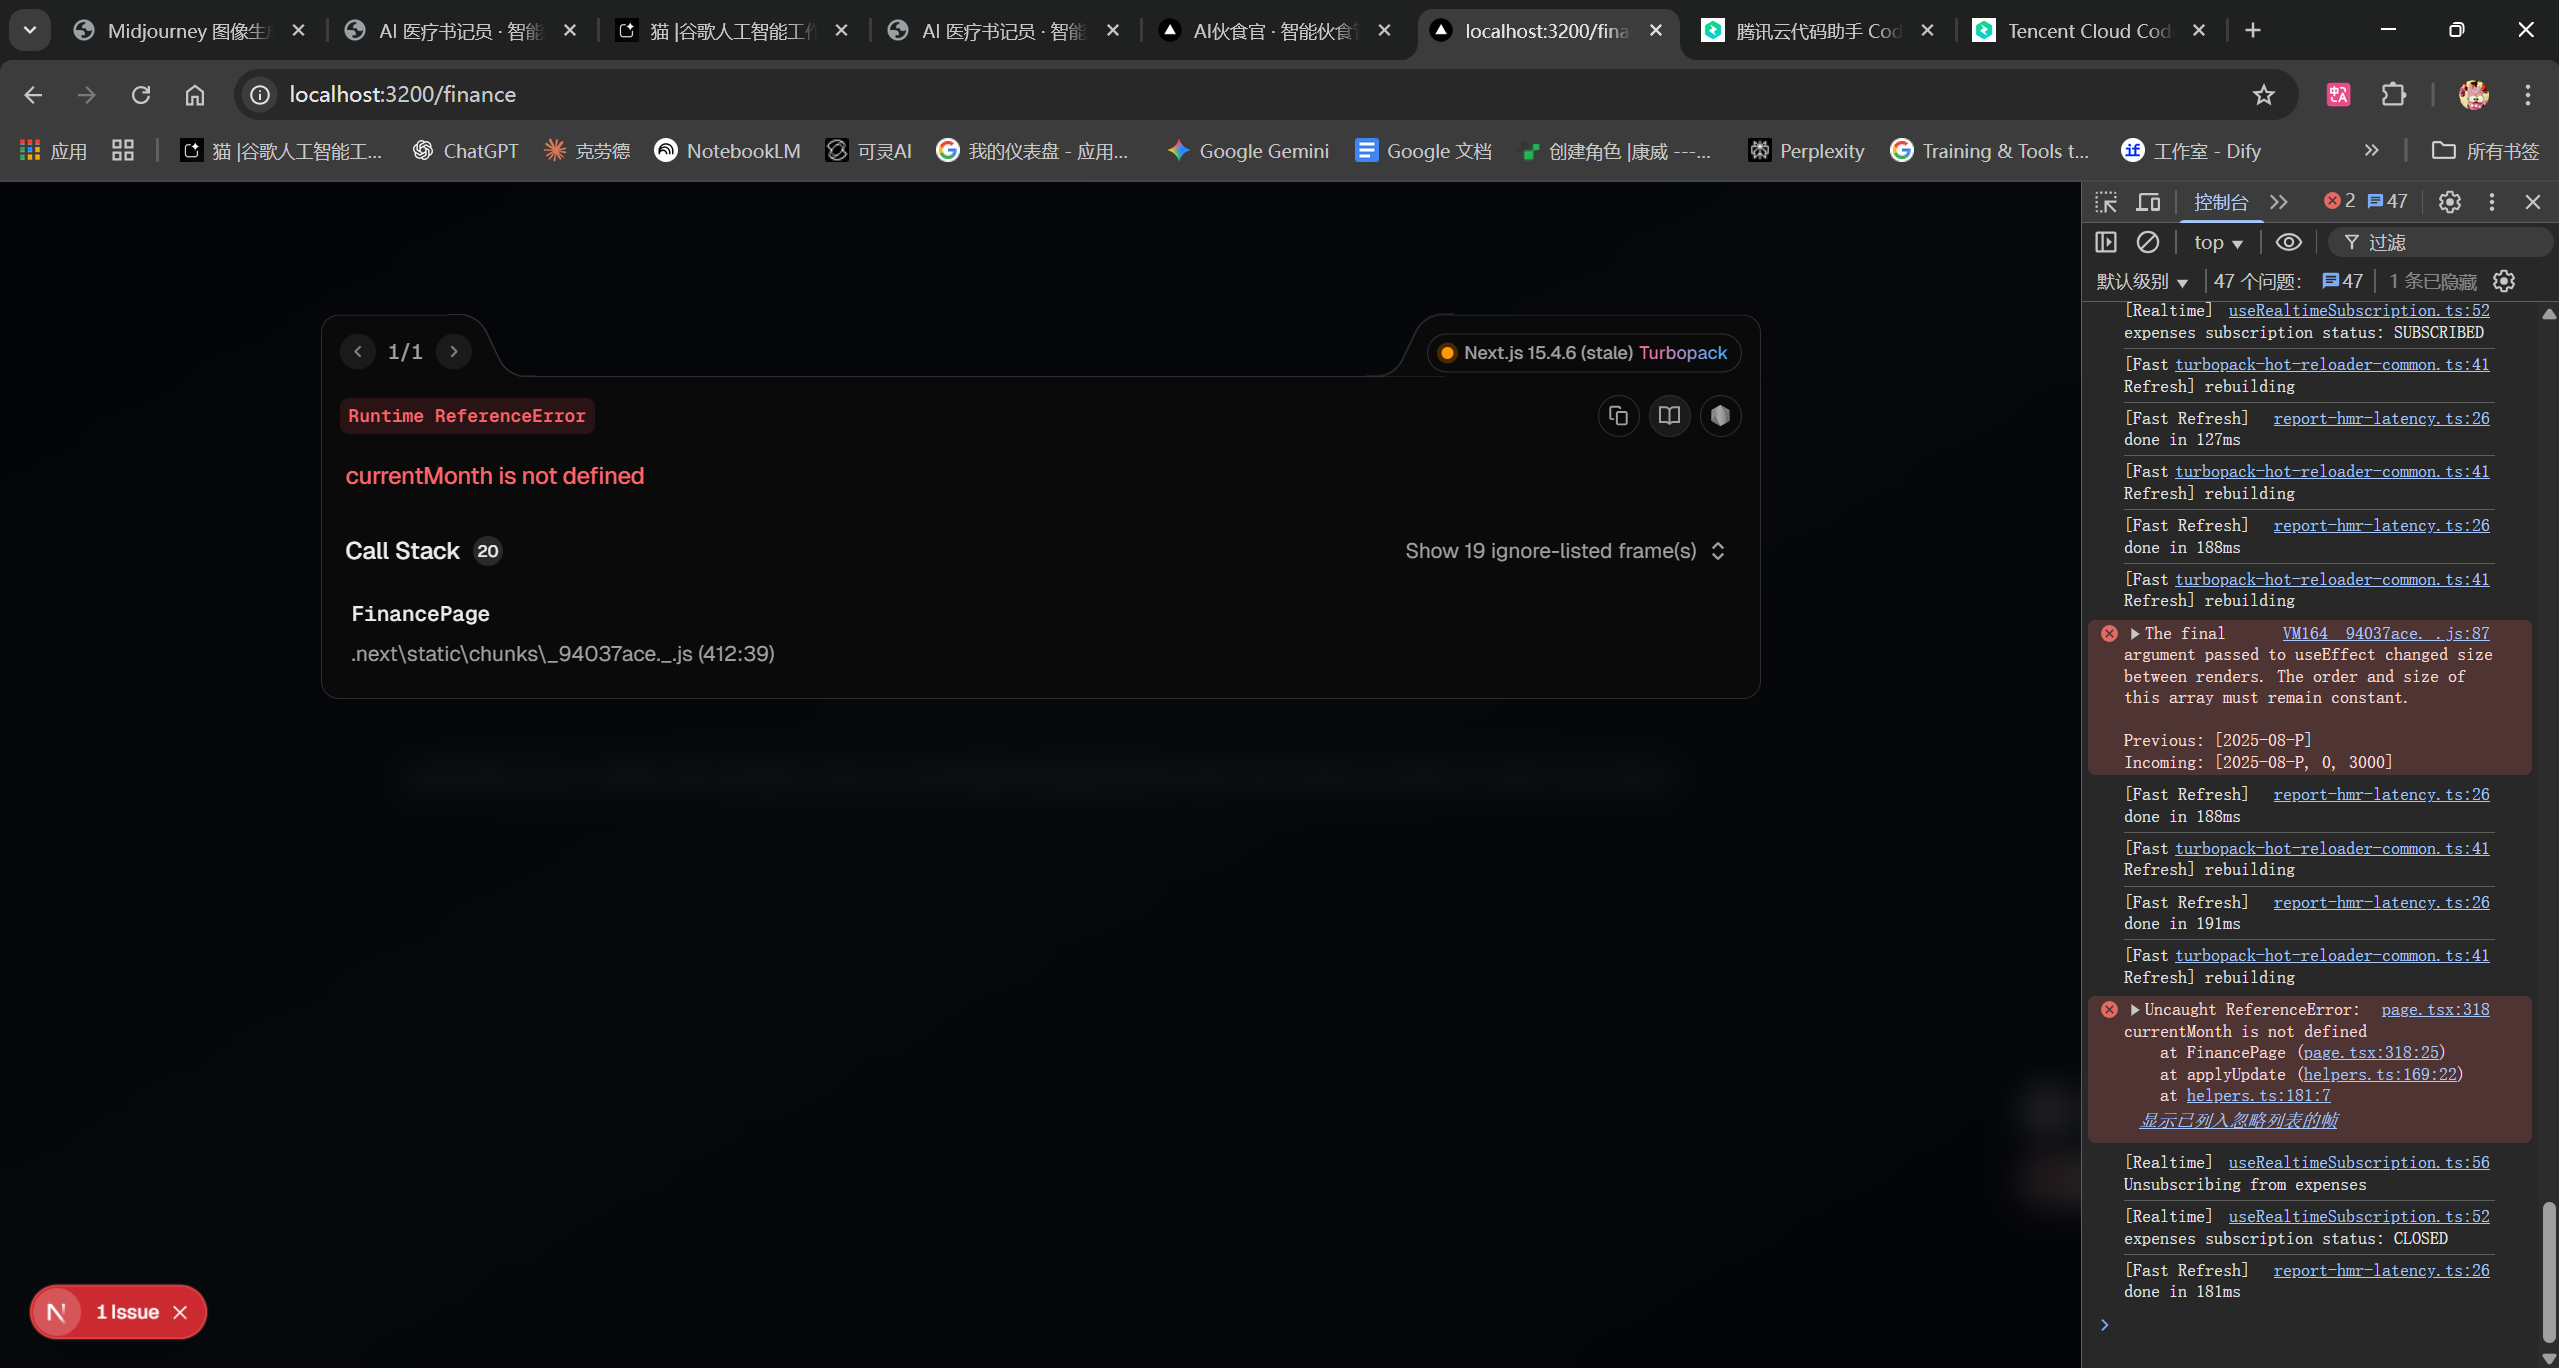 Midjourney 图像生
AI 医疗书记员 · 智能
猫 |谷歌人工智能工作
AI 医疗书记员 · 智能
AI伙食官 · 智能伙食管
localhost:3200/fina
腾讯云代码助手 Cod
Tencent Cloud Cod
localhost:3200/finance
应用
猫 |谷歌人工智能工...
ChatGPT
克劳德
NotebookLM
可灵AI
我的仪表盘 - 应用...
Google Gemini
Google 文档
创建角色 |康威 ---...
Perplexity
Training & Tools t...
工作室 - Dify
所有书签
1/1
Next.js 15.4.6 (stale) Turbopack
Runtime ReferenceError
currentMonth is not defined
Call Stack 20
Show 19 ignore-listed frame(s)
FinancePage
.next\static\chunks\_94037ace._.js (412:39)
N 1 Issue
控制台
2
47
top
过滤
默认级别
47 个问题:
47
1 条已隐藏
[Realtime] useRealtimeSubscription.ts:52
expenses subscription status: SUBSCRIBED
[Fast turbopack-hot-reloader-common.ts:41
Refresh] rebuilding
[Fast Refresh] report-hmr-latency.ts:26
done in 127ms
[Fast turbopack-hot-reloader-common.ts:41
Refresh] rebuilding
[Fast Refresh] report-hmr-latency.ts:26
done in 188ms
[Fast turbopack-hot-reloader-common.ts:41
Refresh] rebuilding
The final VM164 _94037ace._.js:87
argument passed to useEffect changed size
between renders. The order and size of
this array must remain constant.
Previous: [2025-08-P]
Incoming: [2025-08-P, 0, 3000]
[Fast Refresh] report-hmr-latency.ts:26
done in 188ms
[Fast turbopack-hot-reloader-common.ts:41
Refresh] rebuilding
[Fast Refresh] report-hmr-latency.ts:26
done in 191ms
[Fast turbopack-hot-reloader-common.ts:41
Refresh] rebuilding
Uncaught ReferenceError: page.tsx:318
currentMonth is not defined
at FinancePage (page.tsx:318:25)
at applyUpdate (helpers.ts:169:22)
at helpers.ts:181:7
显示已列入忽略列表的帧
[Realtime] useRealtimeSubscription.ts:56
Unsubscribing from expenses
[Realtime] useRealtimeSubscription.ts:52
expenses subscription status: CLOSED
[Fast Refresh] report-hmr-latency.ts:26
done in 181ms